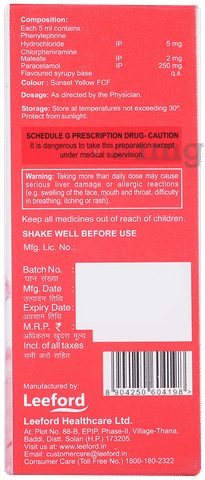 Composition:
Each 5 ml contains :
Phenylephrine
Hydrochloride IP 5 mg
Chlorpheniramine
Maleate IP 2 mg
Paracetamol IP 250 mg
Flavoured syrupy base q.s.
Colour : Sunset Yellow FCF
Dosage: As directed by the Physician.
Storage: Store at temperatures not exceeding 30°.
Protect from sunlight.
SCHEDULE G PRESCRIPTION DRUG- CAUTION
It is dangerous to take this preparation except
under medical supervision.
Warning: Taking more than daily dose may cause
serious liver damage or allergic reactions
(e.g. swelling of the face, mouth and throat, difficulty
in breathing, itching or rash).
Keep all medicines out of reach of children.
SHAKE WELL BEFORE USE
Mfg. Lic. No.:
Batch No.
घान संख्या
Mfg. Date :
उत्पादन तिथि
Expiry Date
अवसान तिथि
M.R.P. ₹ :
अधिकतम खुदरा मूल्य
Incl. of all taxes
सभी करों सहित
8 904250 604198 >
Manufactured by:
Leeford
Leeford Healthcare Ltd.
At: Plot No. 88-B, EPIP, Phase-II, Village-Thana,
Baddi, Distt. Solan (H.P.) 173205.
Visit us at: www.leeford.in
Email: customercare@leeford.in
Consumer Care (Toll Free No.) 1800-180-2322